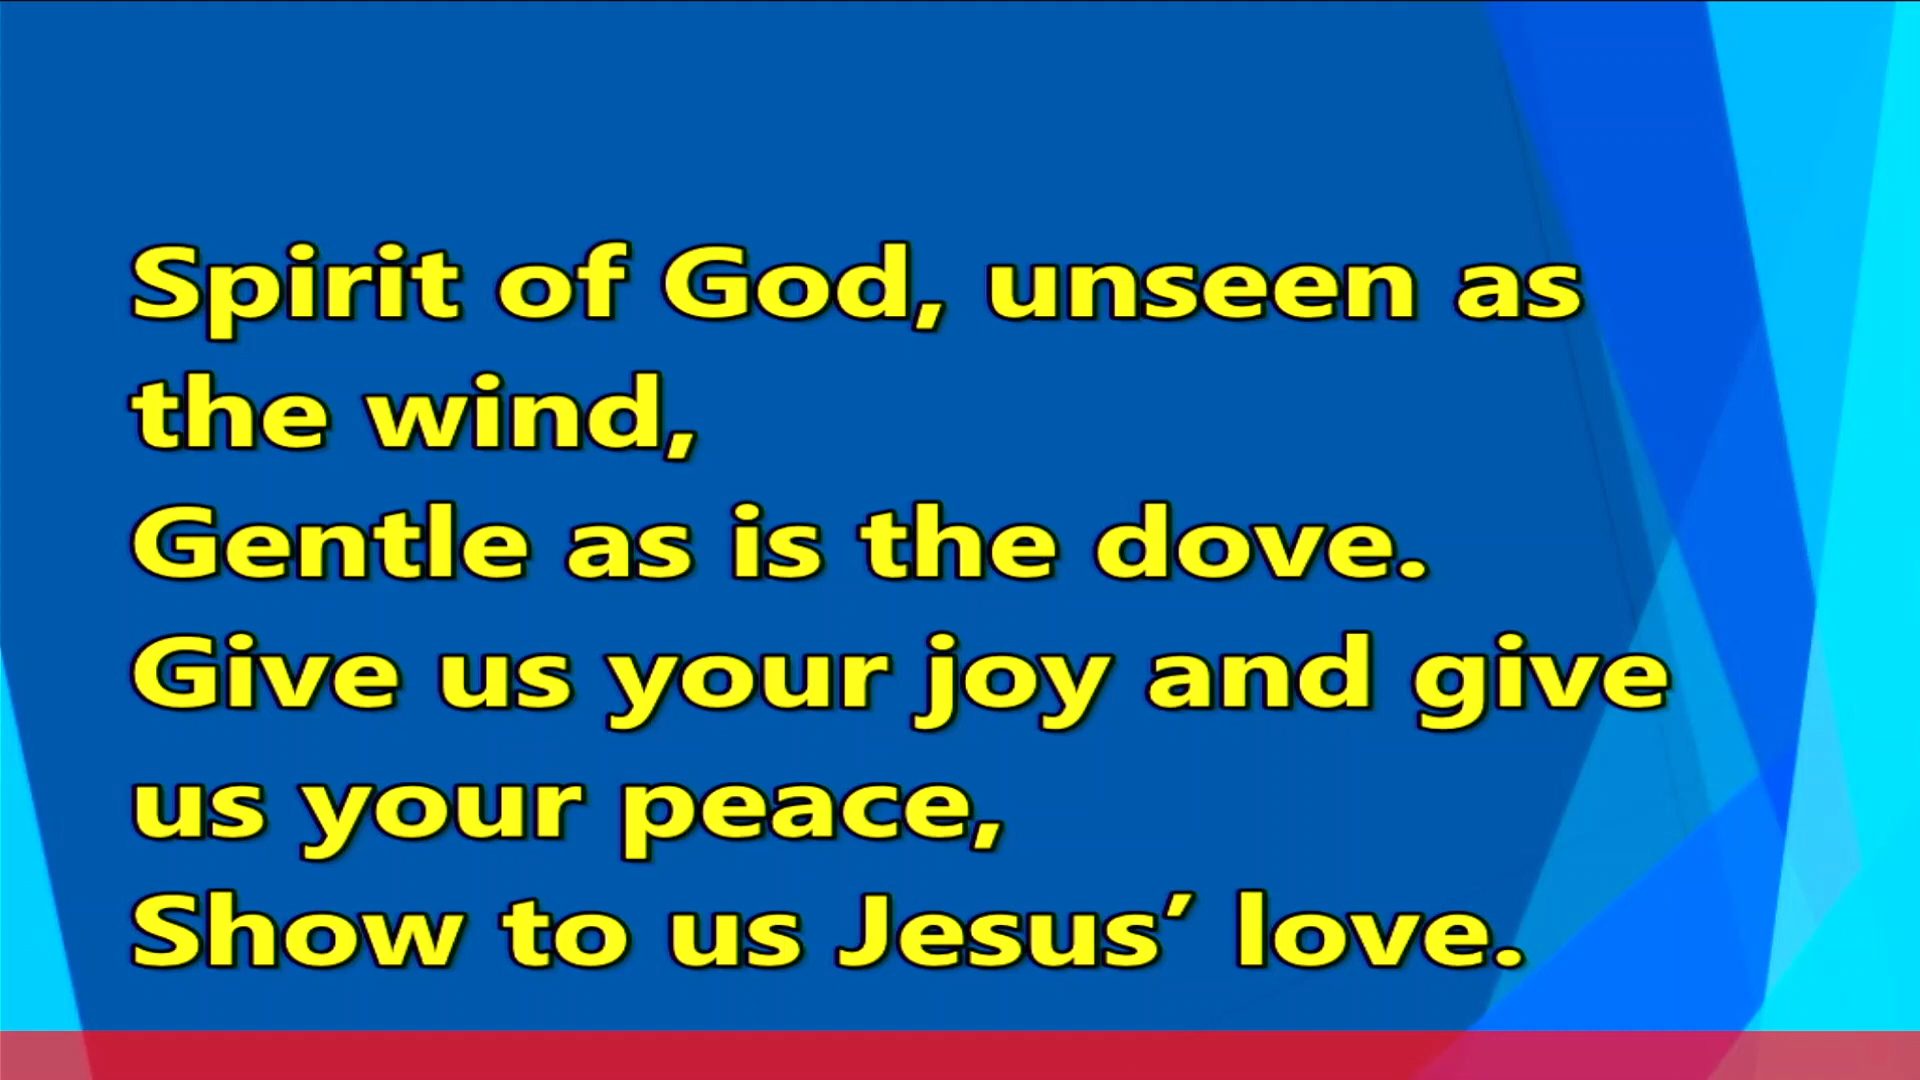 Spirit of God, unseen as
the wind,
Gentle as is the dove.
Give us your joy and give
us your peace,
Show to us Jesus’ love.